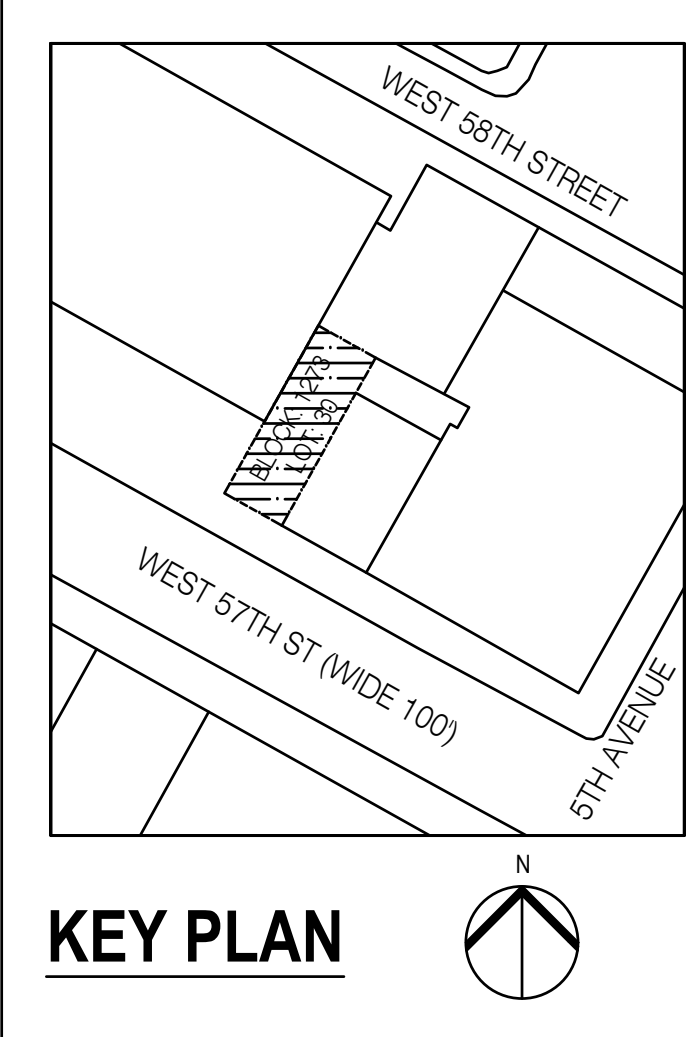 WEST 58TH STREET
BLOCK: 1273
LOT: 30
WEST 57TH ST (WIDE 100')
5TH AVENUE
N
KEY PLAN